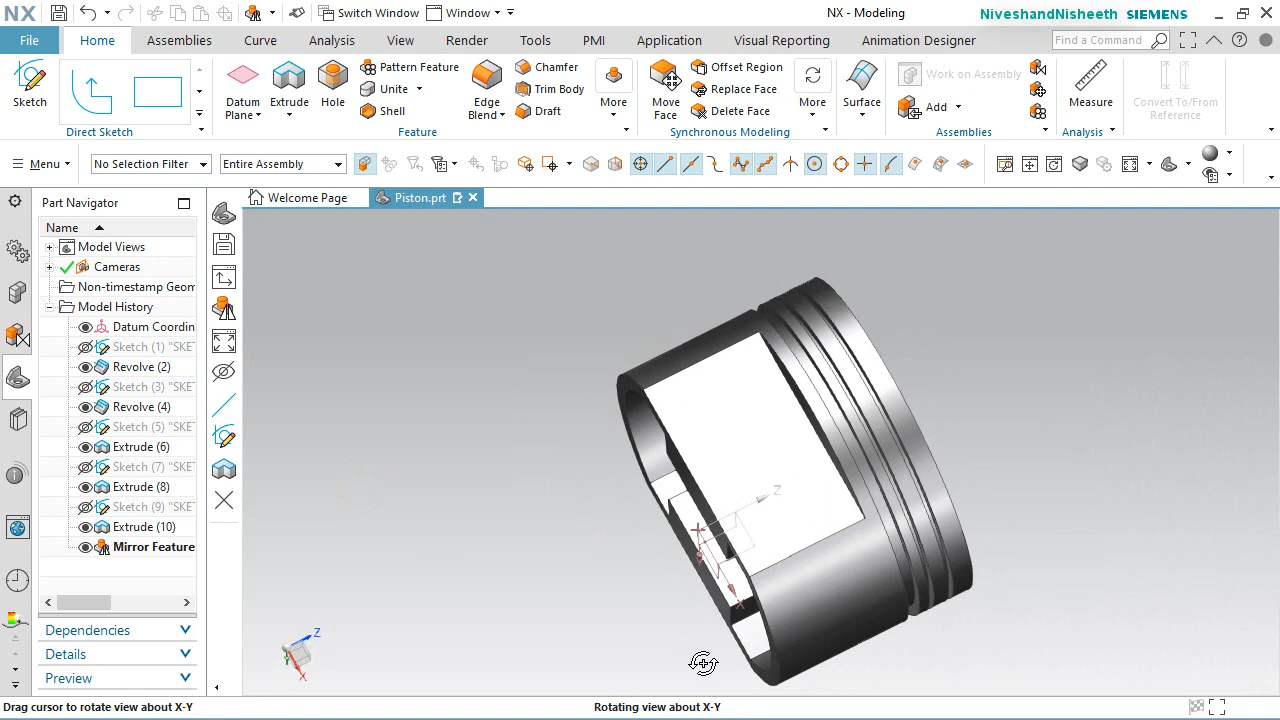 NX
Switch Window
Window
NX - Modeling
NiveshandNisheeth SIEMENS
File
Home
Assemblies
Curve
Analysis
View
Render
Tools
PMI
Application
Visual Reporting
Animation Designer
Find a Command
Sketch
Direct Sketch
Datum Plane
Extrude
Hole
Pattern Feature
Unite
Shell
Edge Blend
Chamfer
Trim Body
Draft
More
Feature
Move Face
Offset Region
Replace Face
Delete Face
More
Synchronous Modeling
Surface
Work on Assembly
Add
Assemblies
Measure
Analysis
Convert To/From Reference
Menu
No Selection Filter
Entire Assembly
Part Navigator
Welcome Page
Piston.prt
Name
Model Views
Cameras
Non-timestamp Geom
Model History
Datum Coordin
Sketch (1) "SKE
Revolve (2)
Sketch (3) "SKE
Revolve (4)
Sketch (5) "SKE
Extrude (6)
Sketch (7) "SKE
Extrude (8)
Sketch (9) "SKE
Extrude (10)
Mirror Feature
Dependencies
Details
Preview
Z
X
Z
X
Drag cursor to rotate view about X-Y
Rotating view about X-Y